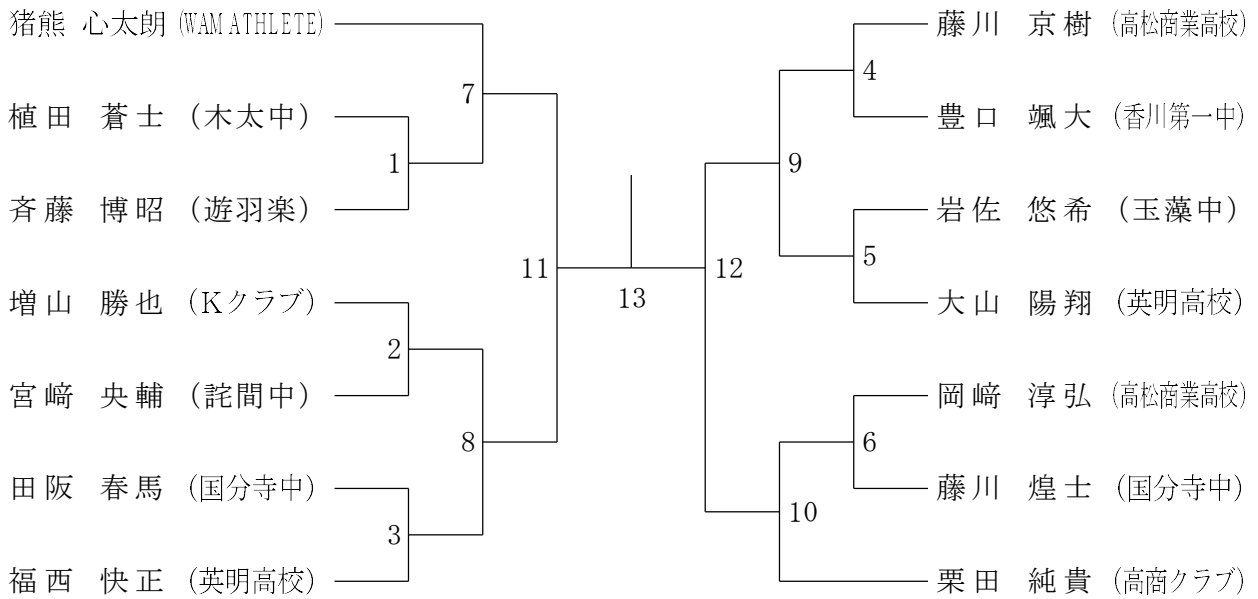 猪熊 心太朗 (WAM ATHLETE)
7
植田 蒼士 (木太中)
1
斉藤 博昭 (遊羽楽)
11
増山 勝也 (Kクラブ)
2
宮﨑 央輔 (詫間中)
8
田阪 春馬 (国分寺中)
3
福西 快正 (英明高校)
13
藤川 京樹 (高松商業高校)
4
豊口 颯大 (香川第一中)
9
岩佐 悠希 (玉藻中)
5
大山 陽翔 (英明高校)
12
岡﨑 淳弘 (高松商業高校)
6
藤川 煌士 (国分寺中)
10
栗田 純貴 (高商クラブ)